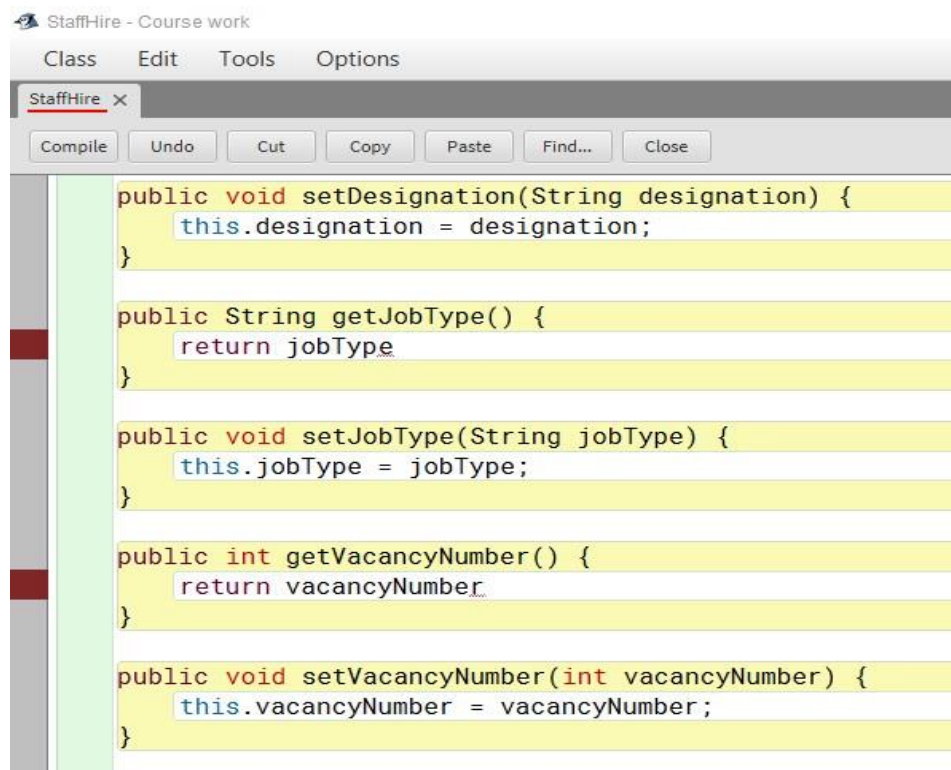 StaffHire - Course work
Class Edit Tools Options
StaffHire ×
Compile Undo Cut Copy Paste Find... Close
public void setDesignation(String designation) {
this.designation = designation;
}
public String getJobType() {
return jobType
}
public void setJobType(String jobType) {
this.jobType = jobType;
}
public int getVacancyNumber() {
return vacancyNumber
}
public void setVacancyNumber(int vacancyNumber) {
this.vacancyNumber = vacancyNumber;
}